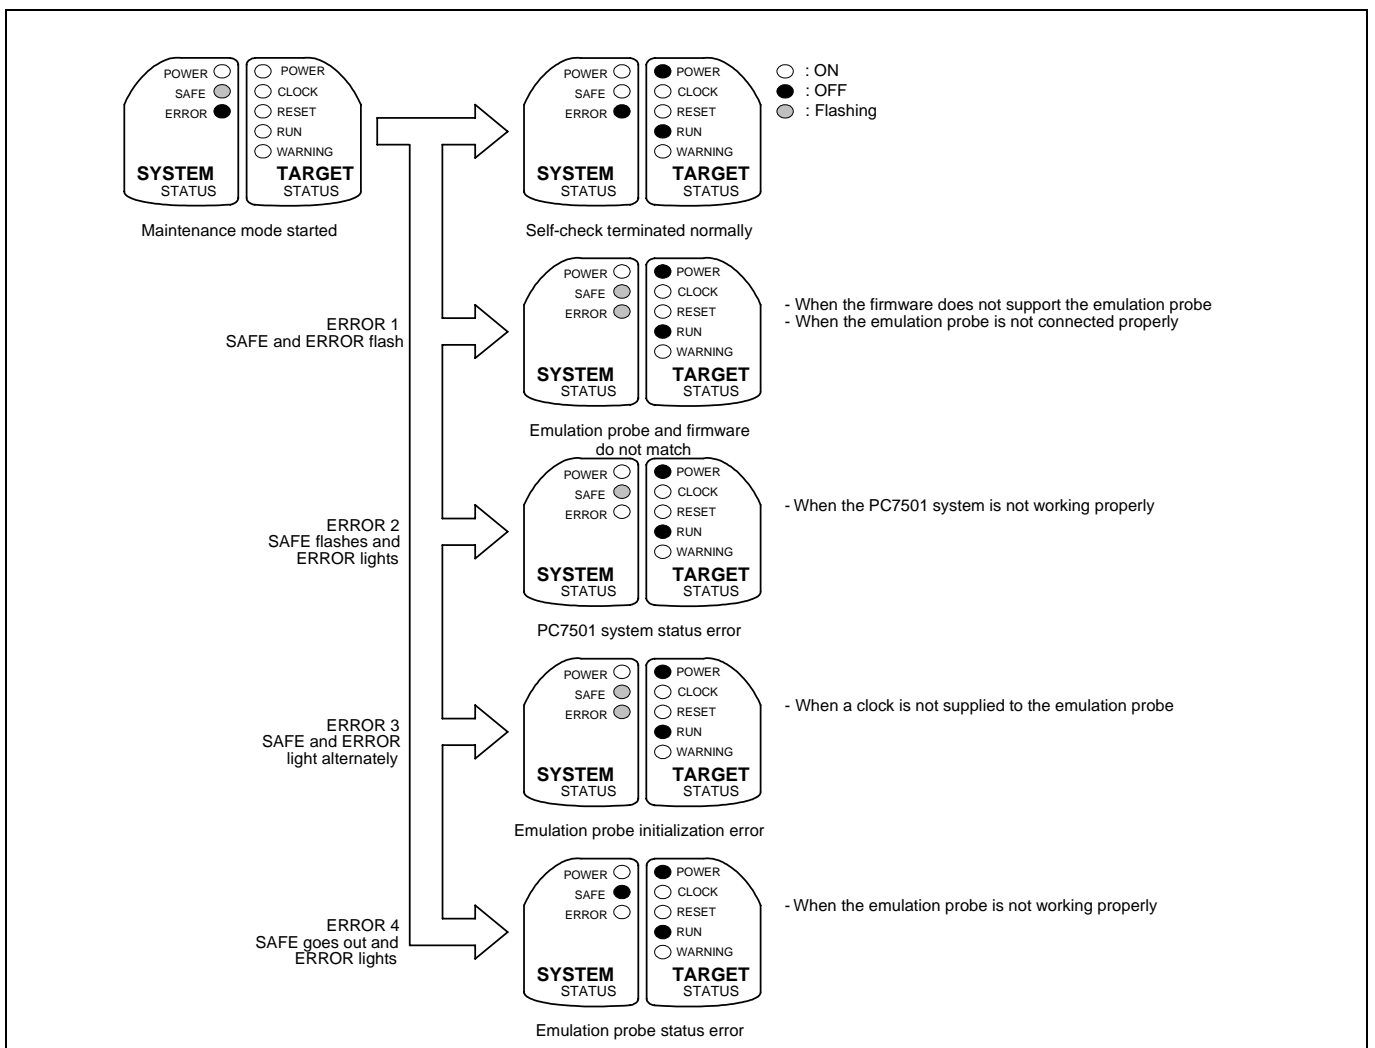 POWER
SAFE
ERROR
SYSTEM
STATUS
POWER
CLOCK
RESET
RUN
WARNING
TARGET
STATUS
Maintenance mode started
POWER
SAFE
ERROR
SYSTEM
STATUS
POWER
CLOCK
RESET
RUN
WARNING
TARGET
STATUS
Self-check terminated normally
: ON
: OFF
: Flashing
ERROR 1
SAFE and ERROR flash
POWER
SAFE
ERROR
SYSTEM
STATUS
POWER
CLOCK
RESET
RUN
WARNING
TARGET
STATUS
Emulation probe and firmware
do not match
- When the firmware does not support the emulation probe
- When the emulation probe is not connected properly
ERROR 2
SAFE flashes and
ERROR lights
POWER
SAFE
ERROR
SYSTEM
STATUS
POWER
CLOCK
RESET
RUN
WARNING
TARGET
STATUS
PC7501 system status error
- When the PC7501 system is not working properly
ERROR 3
SAFE and ERROR
light alternately
POWER
SAFE
ERROR
SYSTEM
STATUS
POWER
CLOCK
RESET
RUN
WARNING
TARGET
STATUS
Emulation probe initialization error
- When a clock is not supplied to the emulation probe
ERROR 4
SAFE goes out and
ERROR lights
POWER
SAFE
ERROR
SYSTEM
STATUS
POWER
CLOCK
RESET
RUN
WARNING
TARGET
STATUS
Emulation probe status error
- When the emulation probe is not working properly